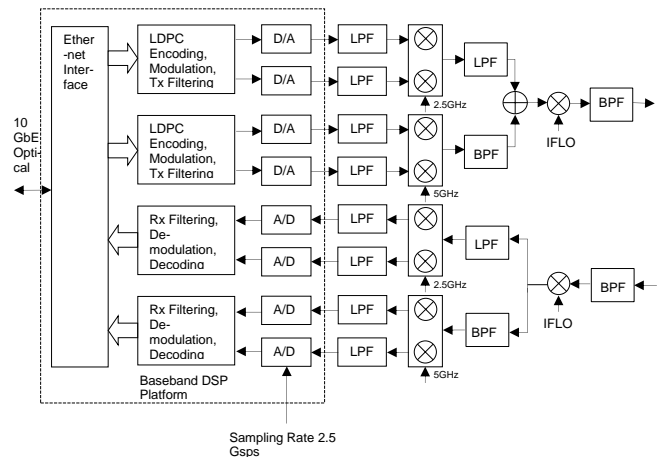 Ether
-net
Inter-
face
10
GbE
Opti-
cal
LDPC
Encoding,
Modulation,
Tx Filtering
D/A
LPF
D/A
LPF
2.5GHz
LPF
LDPC
Encoding,
Modulation,
Tx Filtering
D/A
LPF
D/A
LPF
5GHz
BPF
IFLO
BPF
Rx Filtering,
De-
modulation,
Decoding
A/D
LPF
A/D
LPF
2.5GHz
LPF
Rx Filtering,
De-
modulation,
Decoding
A/D
LPF
A/D
LPF
5GHz
BPF
IFLO
BPF
Baseband DSP
Platform
Sampling Rate 2.5
Gsps